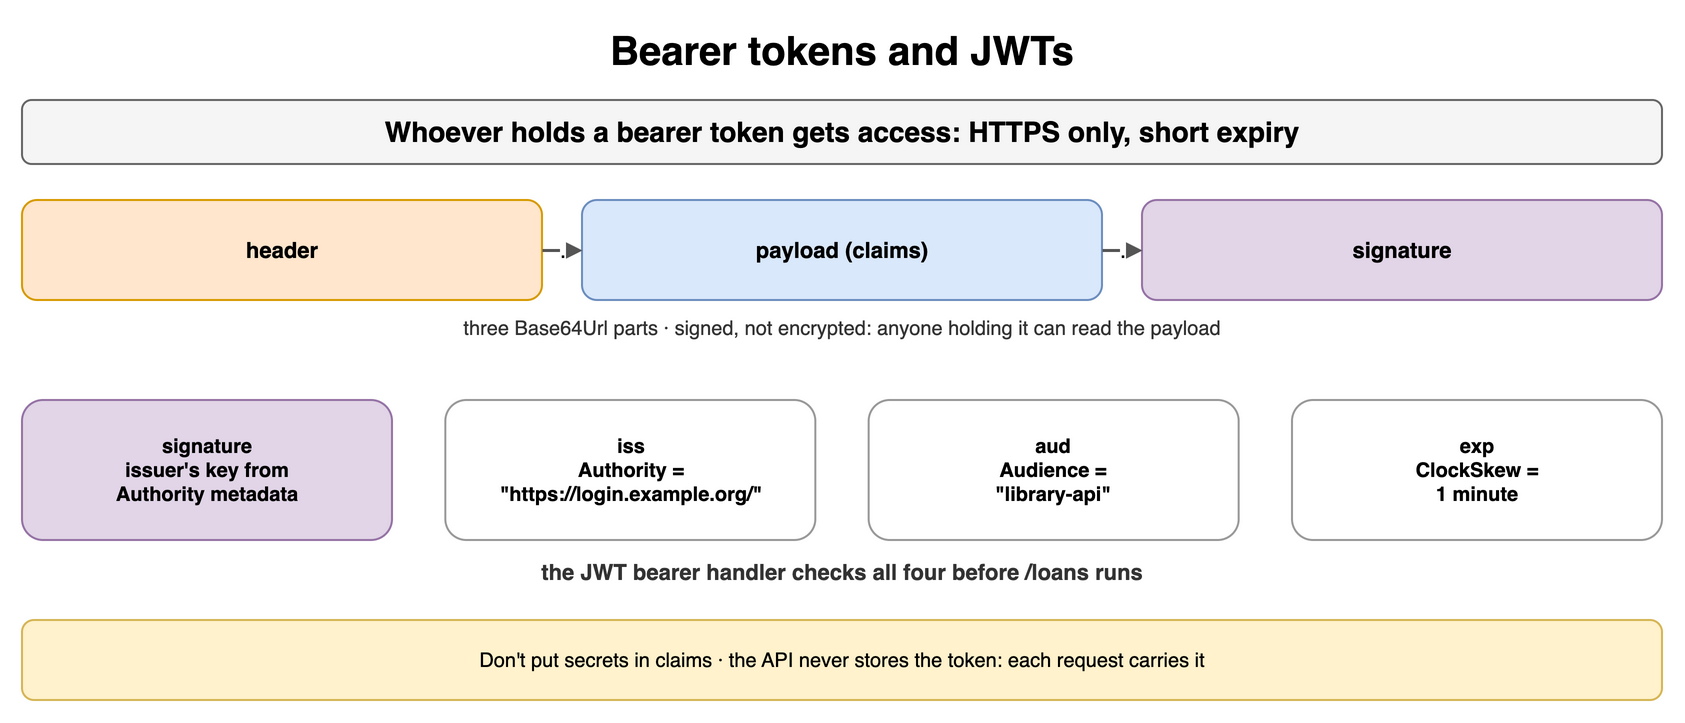 Bearer tokens and JWTs
Whoever holds a bearer token gets access: HTTPS only, short expiry
header
.
payload (claims)
.
signature
three Base64Url parts · signed, not encrypted: anyone holding it can read the payload
signature
issuer's key from
Authority metadata
iss
Authority =
"https://login.example.org/"
aud
Audience =
"library-api"
exp
ClockSkew =
1 minute
the JWT bearer handler checks all four before /loans runs
Don't put secrets in claims · the API never stores the token: each request carries it